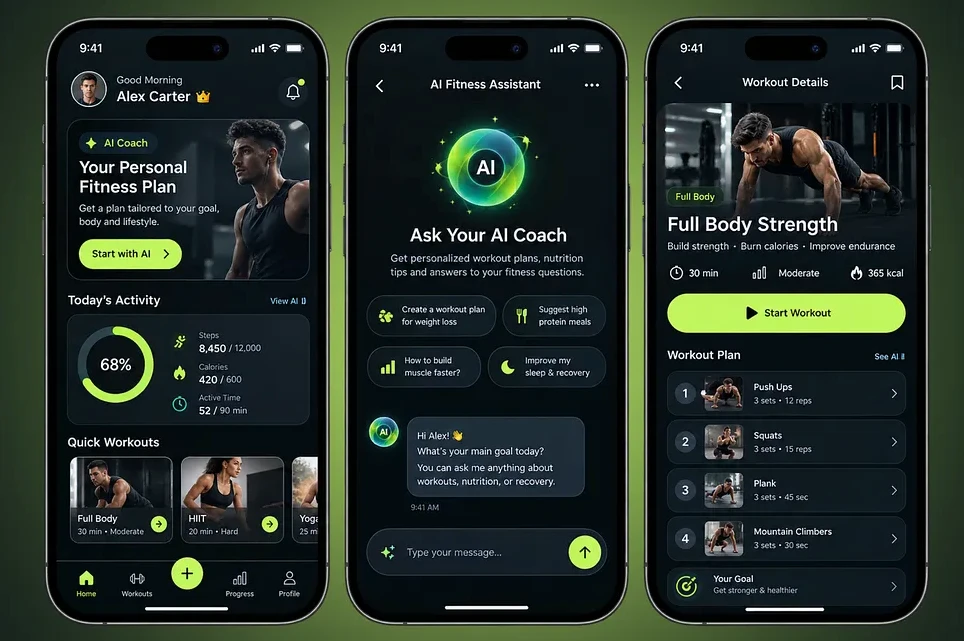 9:41
Good Morning
Alex Carter
AI Coach
Your Personal
Fitness Plan
Get a plan tailored to your goal,
body and lifestyle.
Start with AI
Today's Activity
View AI
68%
Steps
8,450 / 12,000
Calories
420 / 600
Active Time
52 / 90 min
Quick Workouts
Full Body
30 min • Moderate
HIIT
20 min • Hard
Yoga
25 m
Home
Workouts
Progress
Profile
9:41
AI Fitness Assistant
AI
Ask Your AI Coach
Get personalized workout plans, nutrition
tips and answers to your fitness questions.
Create a workout plan
for weight loss
Suggest high
protein meals
How to build
muscle faster?
Improve my
sleep & recovery
AI
Hi Alex! 👋
What's your main goal today?
You can ask me anything about
workouts, nutrition, or recovery.
9:41 AM
Type your message...
9:41
Workout Details
Full Body
Full Body Strength
Build strength • Burn calories • Improve endurance
30 min
Moderate
365 kcal
Start Workout
Workout Plan
See AI
1
Push Ups
3 sets • 12 reps
2
Squats
3 sets • 15 reps
3
Plank
3 sets • 45 sec
4
Mountain Climbers
3 sets • 30 sec
Your Goal
Get stronger & healthier